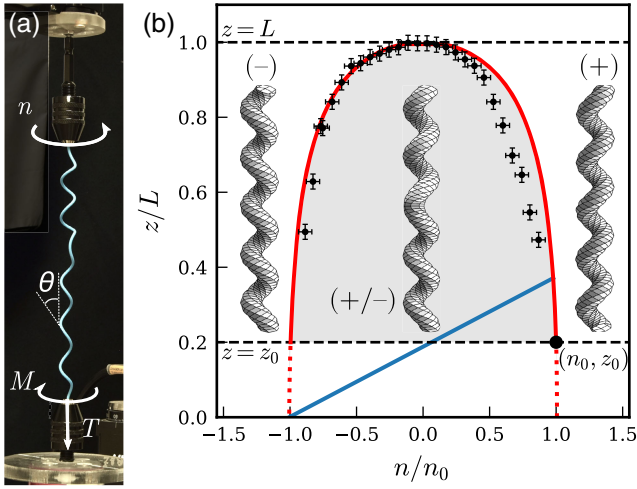 (a)
n
θ
M
T
(b)
z = L
(−)
(+)
(+/−)
z = z₀
(n₀, z₀)
z/L
1.0
0.8
0.6
0.4
0.2
0.0
−1.5 −1.0 −0.5 0.0 0.5 1.0 1.5
n/n₀